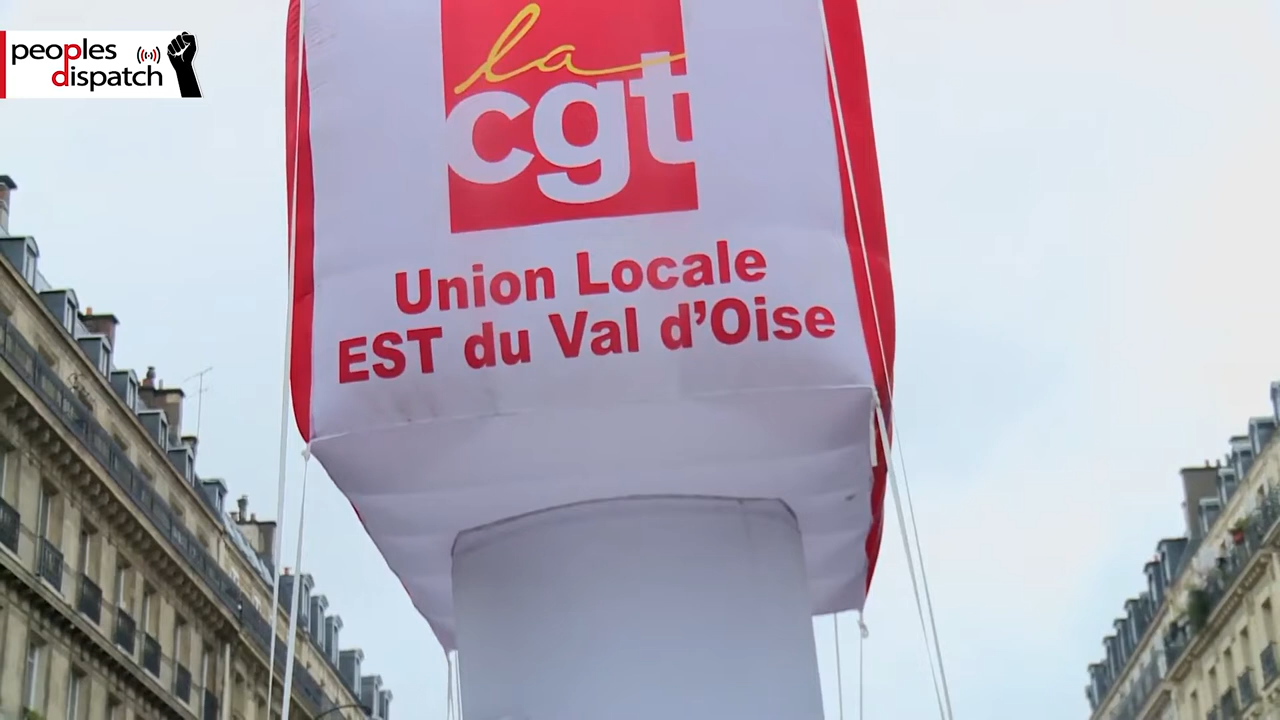 peoples
dispatch
la
cgt
Union Locale
EST du Val d'Oise